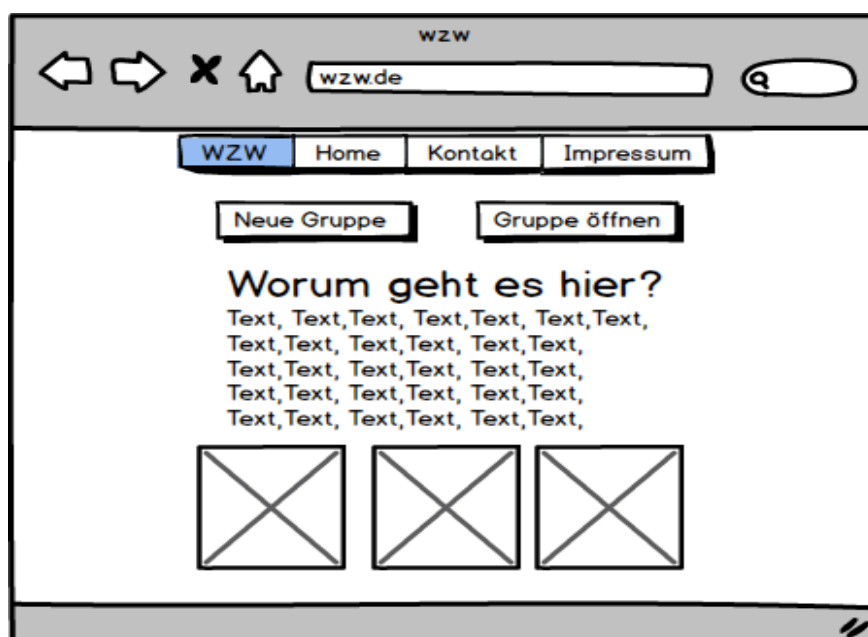 wzw
wzw.de
WZW Home Kontakt Impressum
Neue Gruppe Gruppe öffnen
Worum geht es hier?
Text, Text,Text, Text,Text, Text,Text,
Text,Text, Text,Text, Text,Text,
Text,Text, Text,Text, Text,Text,
Text,Text, Text,Text, Text,Text,
Text,Text, Text,Text, Text,Text,